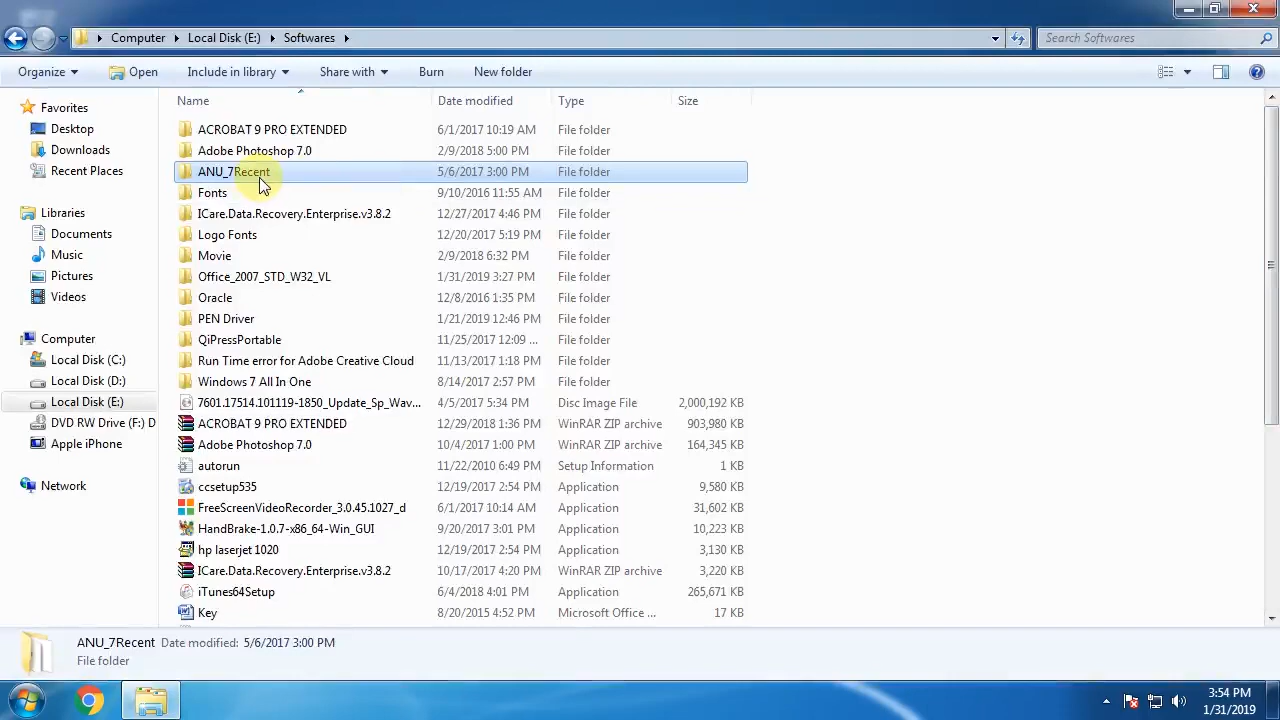 Computer
Local Disk (E:)
Softwares
Search Softwares
Organize
Open
Include in library
Share with
Burn
New folder
Name
Date modified
Type
Size
Favorites
Desktop
Downloads
Recent Places
Libraries
Documents
Music
Pictures
Videos
Computer
Local Disk (C:)
Local Disk (D:)
Local Disk (E:)
DVD RW Drive (F:) D
Apple iPhone
Network
ACROBAT 9 PRO EXTENDED 6/1/2017 10:19 AM File folder
Adobe Photoshop 7.0 2/9/2018 5:00 PM File folder
ANU_7Recent 5/6/2017 3:00 PM File folder
Fonts 9/10/2016 11:55 AM File folder
ICare.Data.Recovery.Enterprise.v3.8.2 12/27/2017 4:46 PM File folder
Logo Fonts 12/20/2017 5:19 PM File folder
Movie 2/9/2018 6:32 PM File folder
Office_2007_STD_W32_VL 1/31/2019 3:27 PM File folder
Oracle 12/8/2016 1:35 PM File folder
PEN Driver 1/21/2019 12:46 PM File folder
QiPressPortable 11/25/2017 12:09 ... File folder
Run Time error for Adobe Creative Cloud 11/13/2017 1:18 PM File folder
Windows 7 All In One 8/14/2017 2:57 PM File folder
7601.17514.101119-1850_Update_Sp_Wav... 4/5/2017 5:34 PM Disc Image File 2,000,192 KB
ACROBAT 9 PRO EXTENDED 12/29/2018 1:36 PM WinRAR ZIP archive 903,980 KB
Adobe Photoshop 7.0 10/4/2017 1:00 PM WinRAR ZIP archive 164,345 KB
autorun 11/22/2010 6:49 PM Setup Information 1 KB
ccsetup535 12/19/2017 2:54 PM Application 9,580 KB
FreeScreenVideoRecorder_3.0.45.1027_d 6/1/2017 10:14 AM Application 31,602 KB
HandBrake-1.0.7-x86_64-Win_GUI 9/20/2017 3:01 PM Application 10,223 KB
hp laserjet 1020 12/19/2017 2:54 PM Application 3,130 KB
ICare.Data.Recovery.Enterprise.v3.8.2 10/17/2017 4:20 PM WinRAR ZIP archive 3,220 KB
iTunes64Setup 6/4/2018 4:01 PM Application 265,671 KB
Key 8/20/2015 4:52 PM Microsoft Office ... 17 KB
ANU_7Recent Date modified: 5/6/2017 3:00 PM
File folder
3:54 PM
1/31/2019